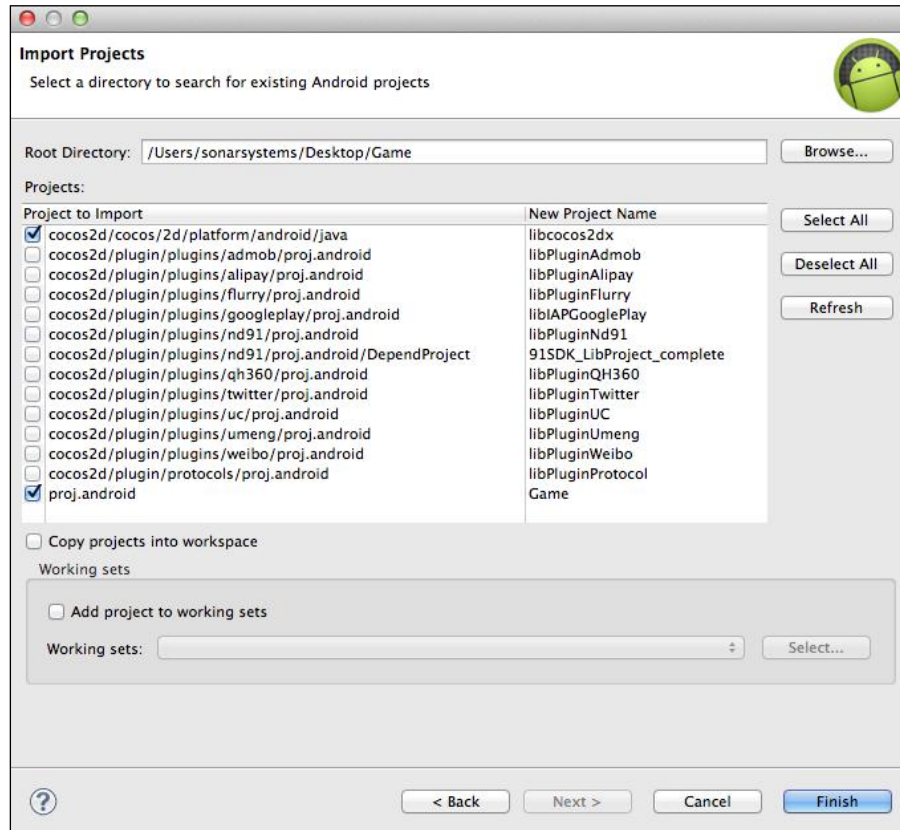 Import Projects
Select a directory to search for existing Android projects
Root Directory: /Users/sonarsystems/Desktop/Game Browse...
Projects:
Project to Import New Project Name
cocos2d/cocos/2d/platform/android/java libcocos2dx
cocos2d/plugin/plugins/admob/proj.android libPluginAdmob
cocos2d/plugin/plugins/alipay/proj.android libPluginAlipay
cocos2d/plugin/plugins/flurry/proj.android libPluginFlurry
cocos2d/plugin/plugins/googleplay/proj.android libIAPGooglePlay
cocos2d/plugin/plugins/nd91/proj.android libPluginNd91
cocos2d/plugin/plugins/nd91/proj.android/DependProject 91SDK_LibProject_complete
cocos2d/plugin/plugins/qh360/proj.android libPluginQH360
cocos2d/plugin/plugins/twitter/proj.android libPluginTwitter
cocos2d/plugin/plugins/uc/proj.android libPluginUC
cocos2d/plugin/plugins/umeng/proj.android libPluginUmeng
cocos2d/plugin/plugins/weibo/proj.android libPluginWeibo
cocos2d/plugin/protocols/proj.android libPluginProtocol
proj.android Game
Select All
Deselect All
Refresh
Copy projects into workspace
Working sets
Add project to working sets
Working sets: Select...
? < Back Next > Cancel Finish